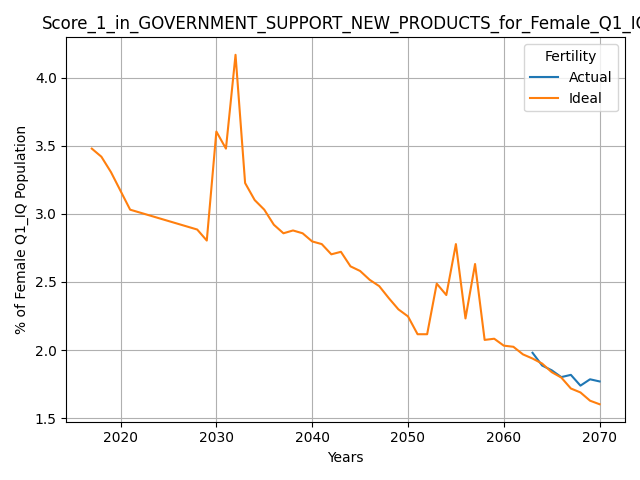 Score_1_in_GOVERNMENT_SUPPORT_NEW_PRODUCTS_for_Female_Q1_IQ
Fertility
Actual
Ideal
% of Female Q1_IQ Population
4.0
3.5
3.0
2.5
2.0
1.5
2020 2030 2040 2050 2060 2070
Years